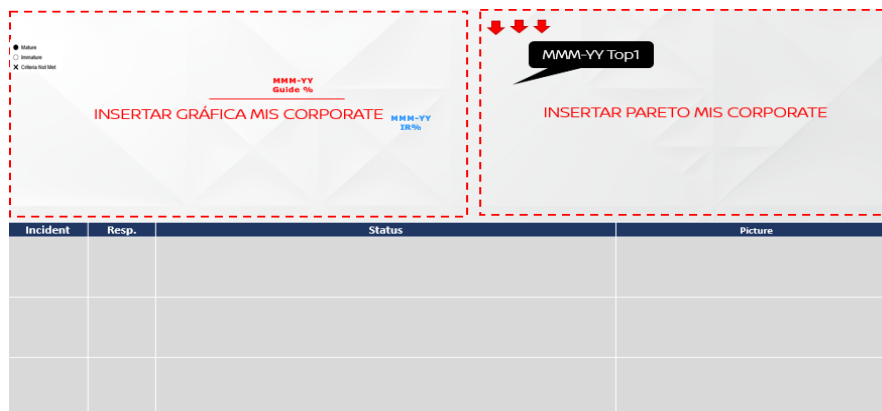 Mature
Immature
X Criteria Not Met
MMM-YY
Guide %
INSERTAR GRÁFICA MIS CORPORATE
MMM-YY
IR%
MMM-YY Top1
INSERTAR PARETO MIS CORPORATE
Incident Resp. Status Picture